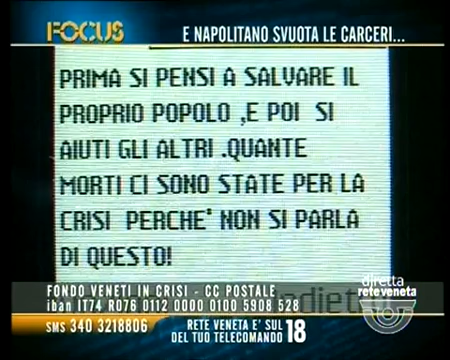 FOCUS
E NAPOLITANO SVUOTA LE CARCERI...
PRIMA SI PENSI A SALVARE IL
PROPRIO POPOLO ,E POI SI
AIUTI GLI ALTRI .QUANTE
MORTI CI SONO STATE PER LA
CRISI PERCHE' NON SI PARLA
DI QUESTO!
FONDO VENETI IN CRISI - CC POSTALE
iban IT74 R076 0112 0000 0100 5908 528
diretta
reteveneta
SMS 340 3218806
RETE VENETA E' SUL
DEL TUO TELECOMANDO 18